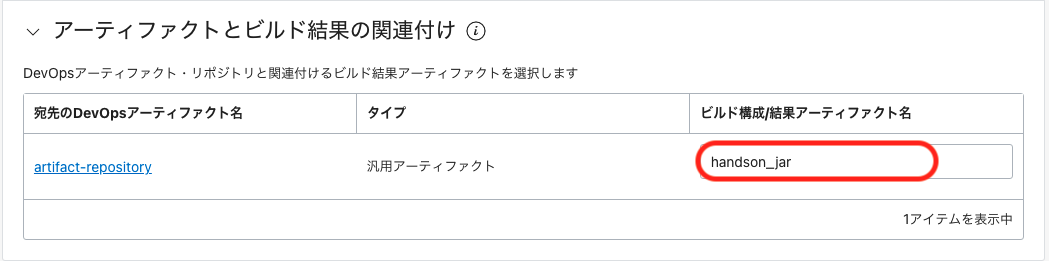 アーティファクトとビルド結果の関連付け
DevOpsアーティファクト・リポジトリと関連付けるビルド結果アーティファクトを選択します
宛先のDevOpsアーティファクト名 タイプ ビルド構成/結果アーティファクト名
artifact-repository 汎用アーティファクト handson_jar
1アイテムを表示中